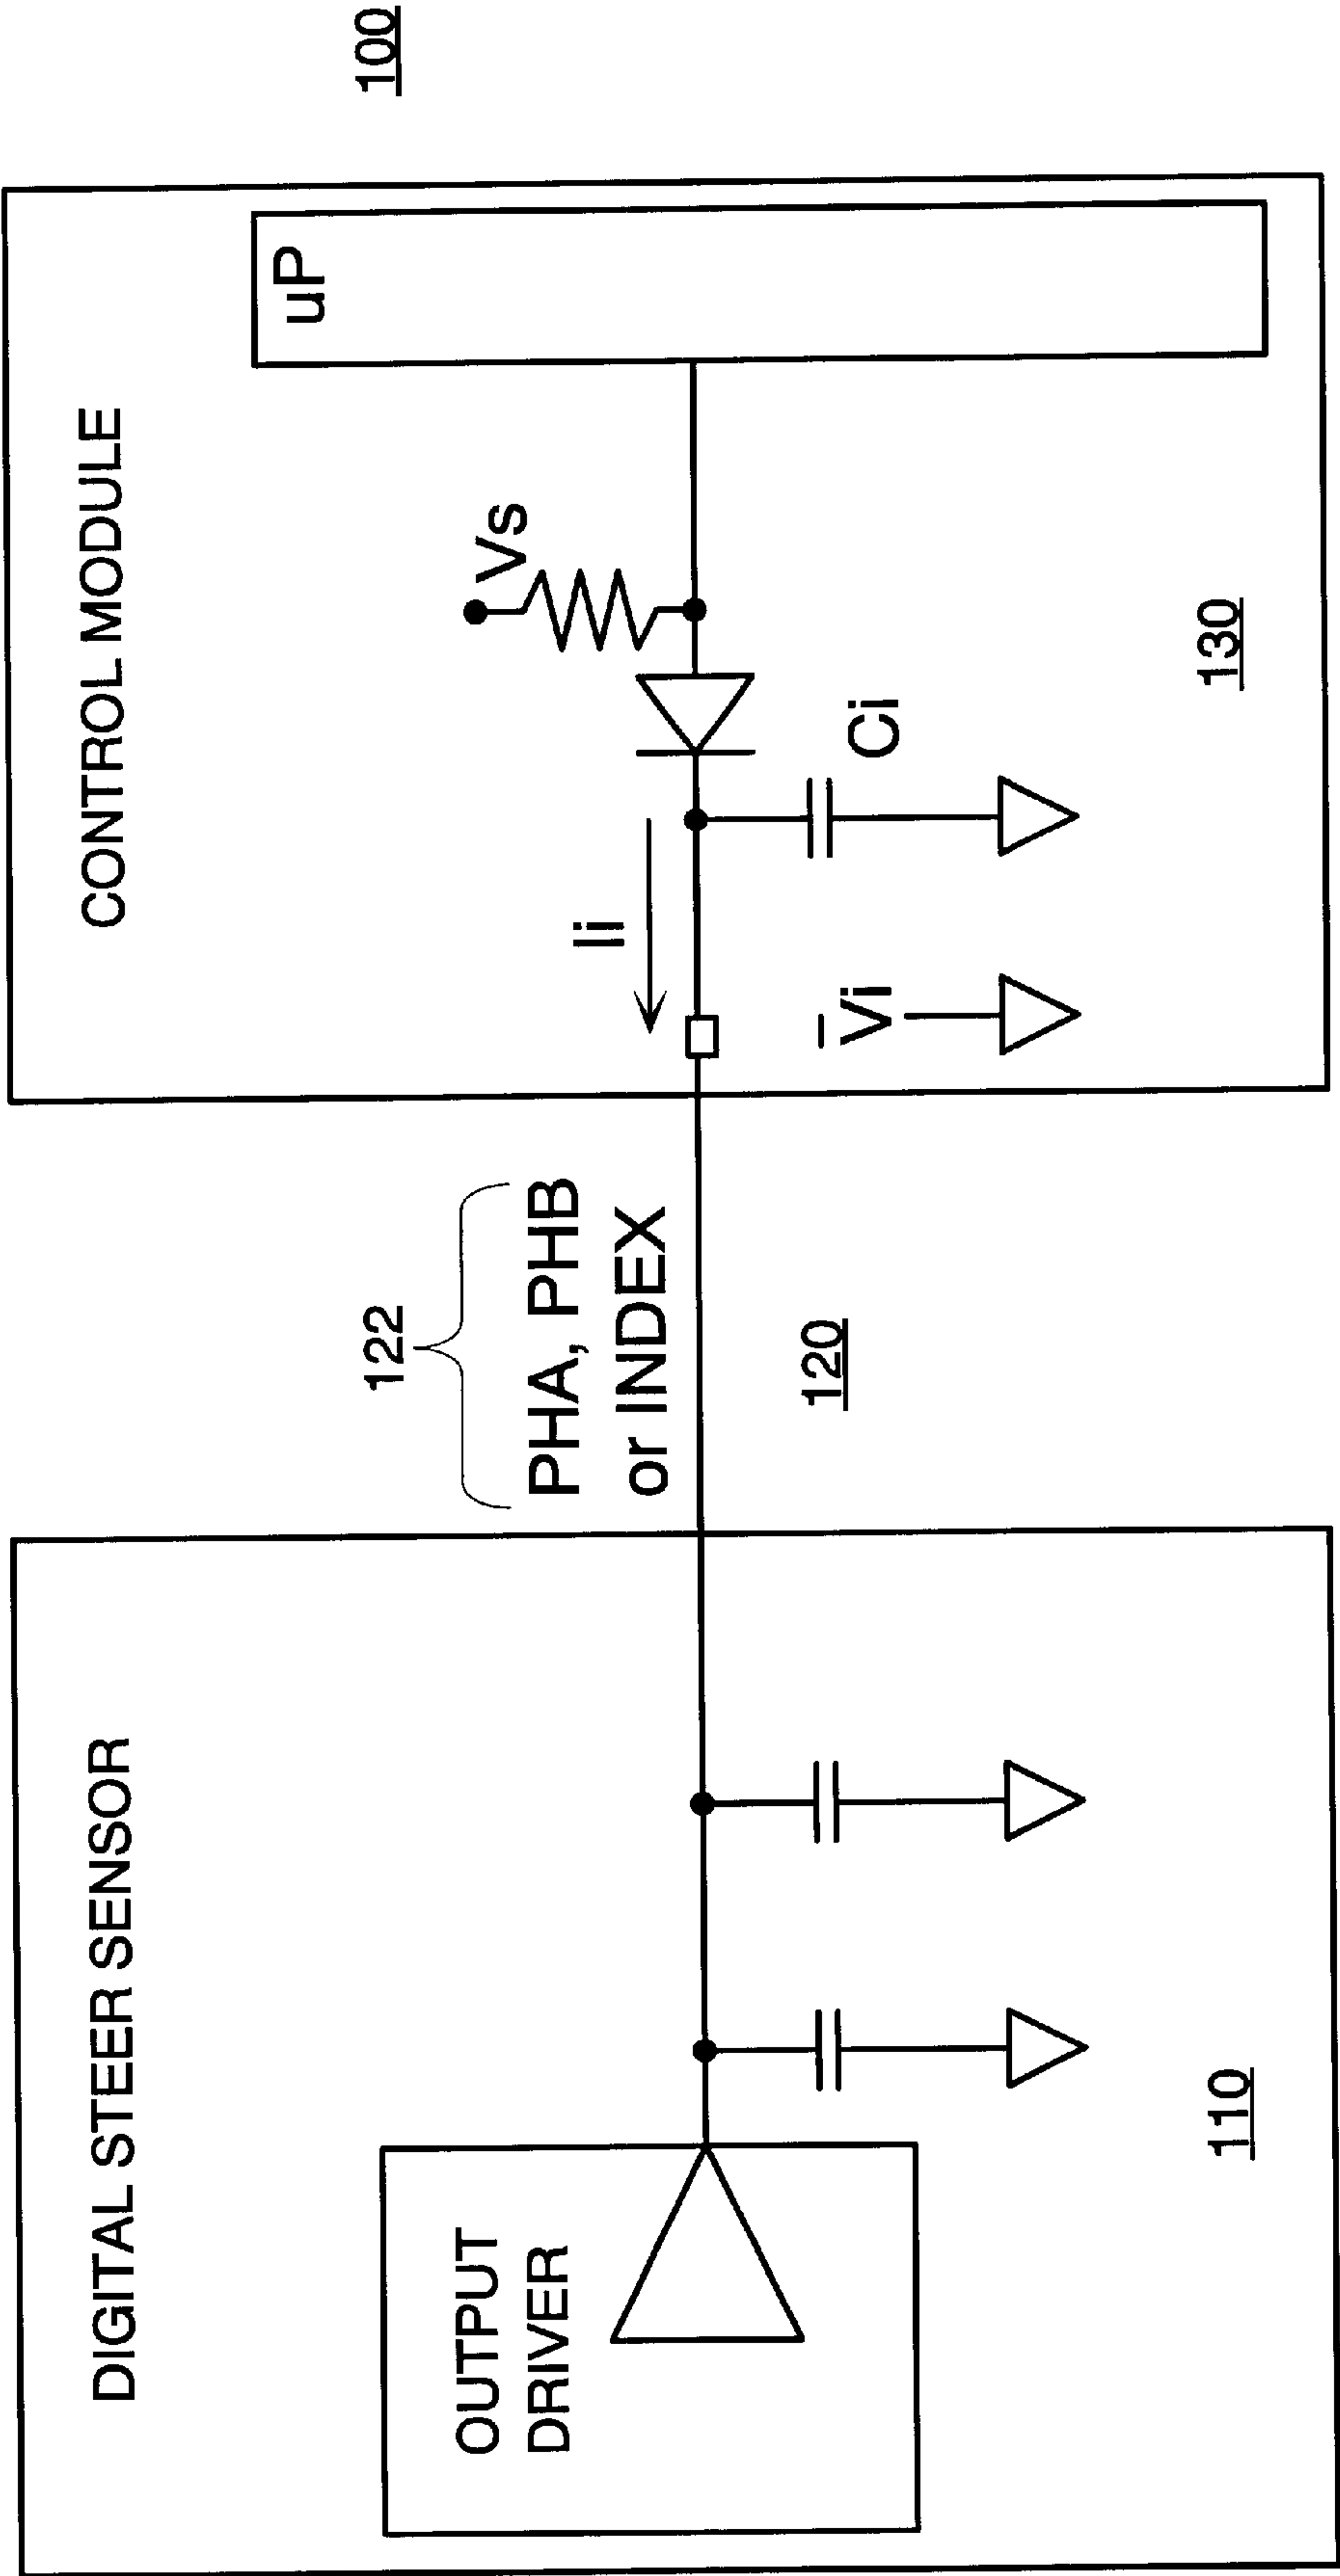 100
DIGITAL STEER SENSOR
OUTPUT
DRIVER
110
122
PHA, PHB
or INDEX
120
CONTROL MODULE
uP
Vs
Ii
Ci
Vi
130